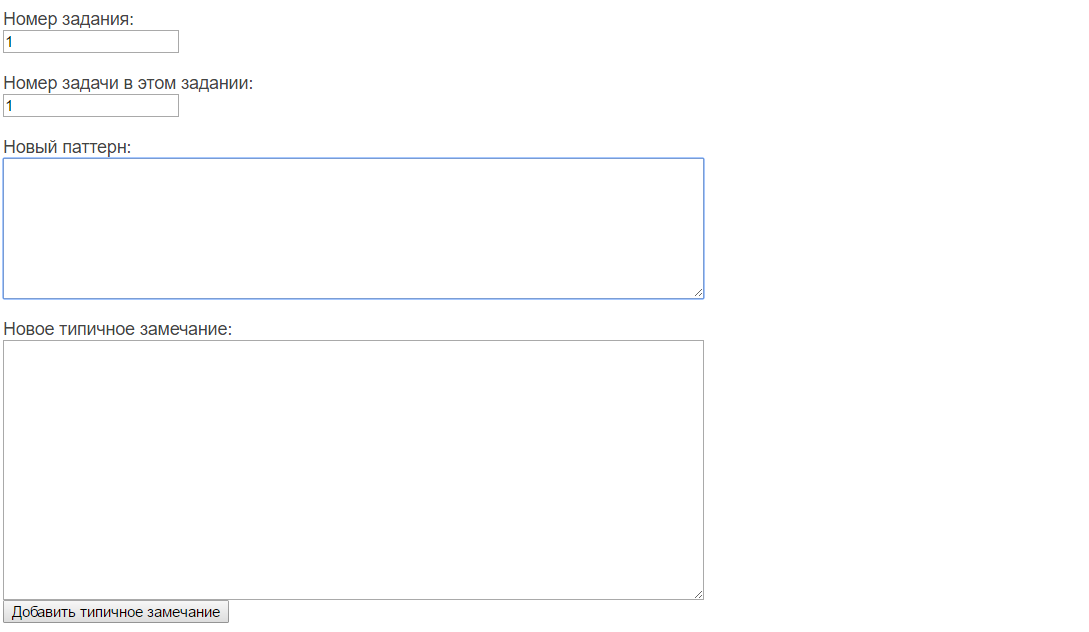 Номер задания:
1
Номер задачи в этом задании:
1
Новый паттерн:
Новое типичное замечание:
Добавить типичное замечание